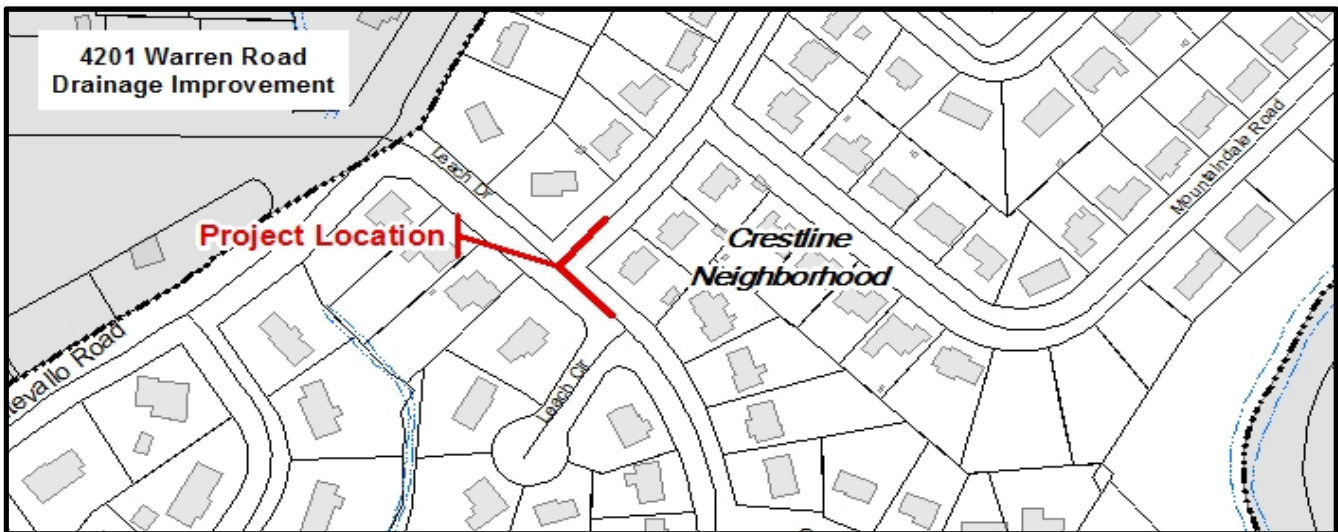 4201 Warren Road
Drainage Improvement
Leach Dr
Project Location
Crestline
Neighborhood
Mountaindale Road
Leach Cir
evallo Road